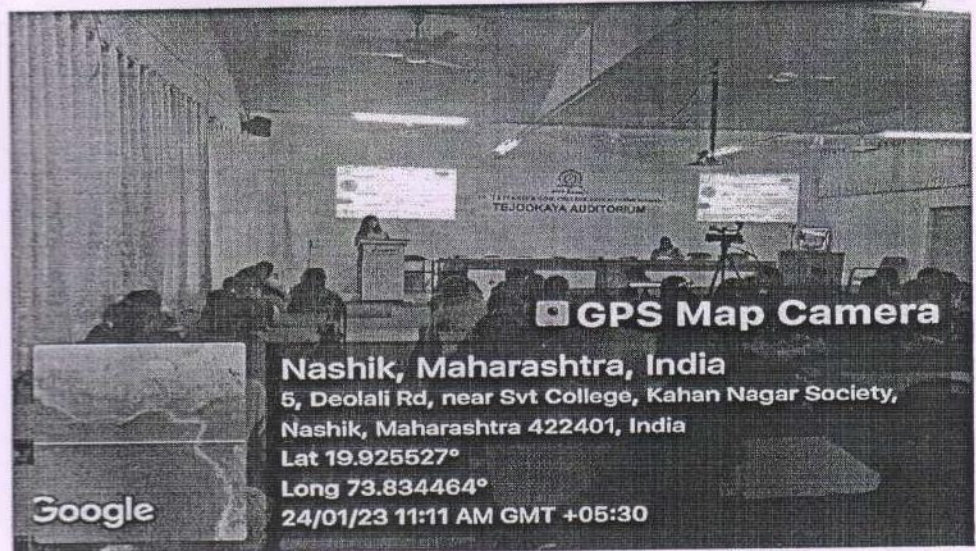 TEJOOKAYA AUDITORIUM
GPS Map Camera
Nashik, Maharashtra, India
5, Deolali Rd, near Svt College, Kahan Nagar Society,
Nashik, Maharashtra 422401, India
Lat 19.925527°
Long 73.834464°
24/01/23 11:11 AM GMT +05:30
Google